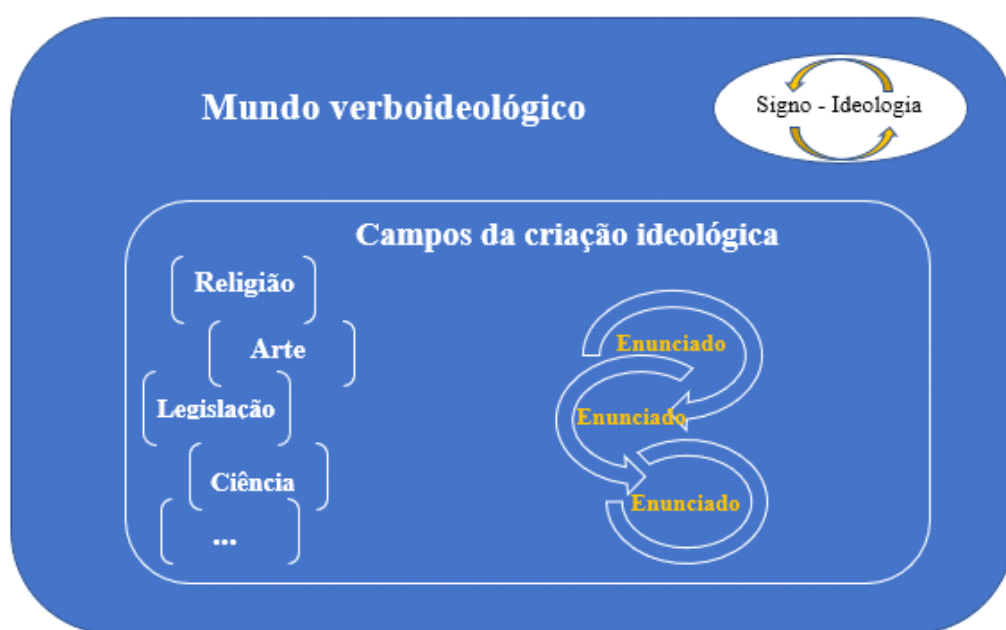 Mundo verboideológico
Signo - Ideologia
Campos da criação ideológica
Religião
Arte
Legislação
Ciência
...
Enunciado
Enunciado
Enunciado